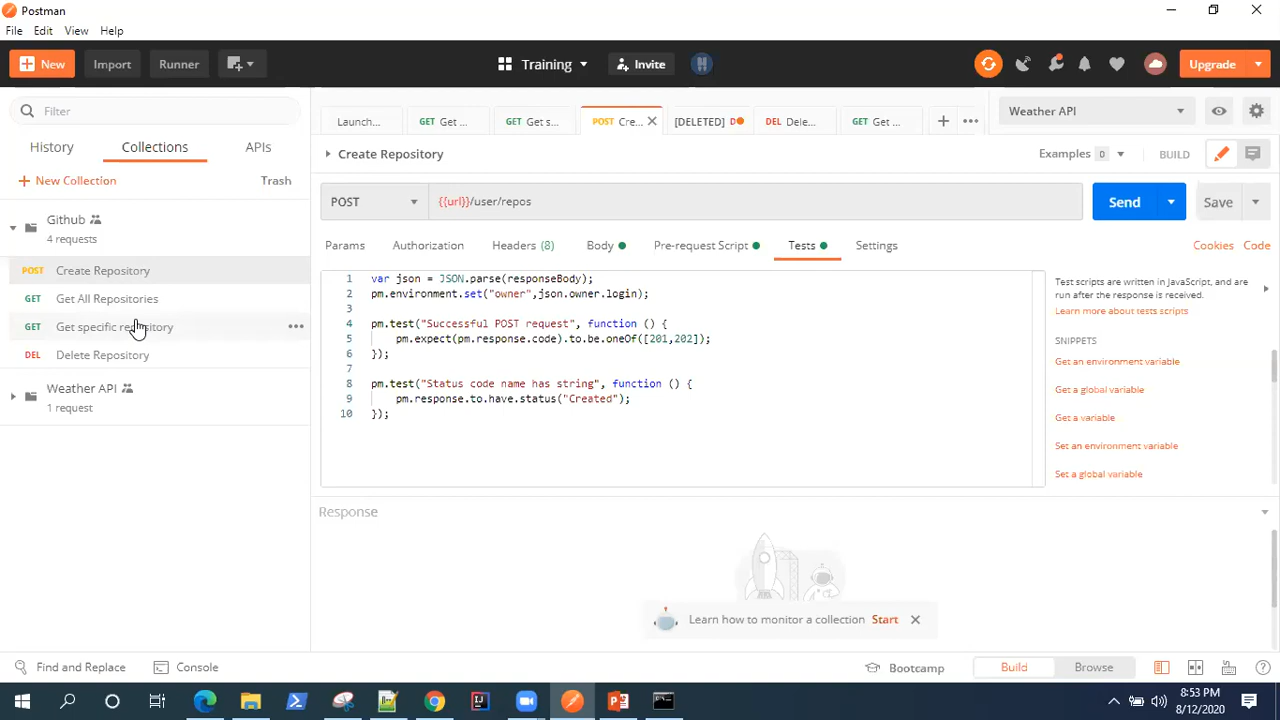 Postman
File Edit View Help
New Import Runner Training Invite Upgrade
Filter
History Collections APIs
New Collection Trash
Github
4 requests
POST Create Repository
GET Get All Repositories
GET Get specific repository
DEL Delete Repository
Weather API
1 request
Launch... GET Get ... GET Get s... POST Cre... [DELETED] DEL Dele... GET Get ...
Weather API
Create Repository
Examples 0 BUILD
POST {{url}}/user/repos Send Save
Params Authorization Headers (8) Body Pre-request Script Tests Settings Cookies Code
1 var json = JSON.parse(responseBody);
2 pm.environment.set("owner",json.owner.login);
3
4 pm.test("Successful POST request", function () {
5 pm.expect(pm.response.code).to.be.oneOf([201,202]);
6 });
7
8 pm.test("Status code name has string", function () {
9 pm.response.to.have.status("Created");
10 });
Test scripts are written in JavaScript, and are
run after the response is received.
Learn more about tests scripts
SNIPPETS
Get an environment variable
Get a global variable
Get a variable
Set an environment variable
Set a global variable
Response
Learn how to monitor a collection Start
Find and Replace Console Bootcamp Build Browse
8:53 PM
8/12/2020